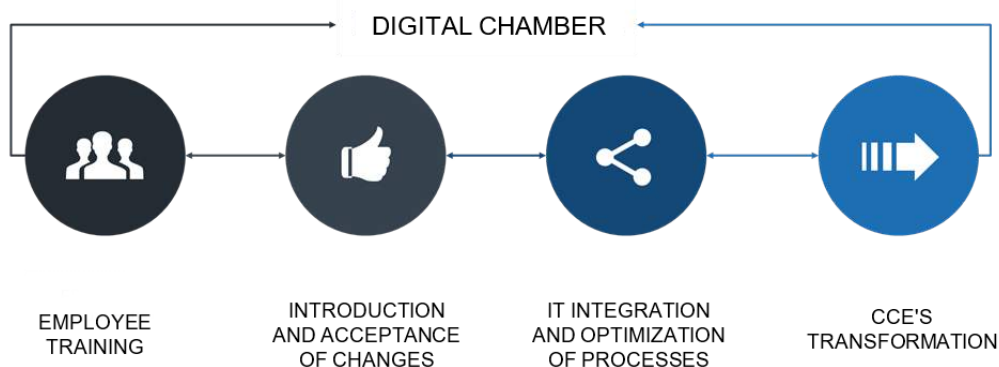 DIGITAL CHAMBER
EMPLOYEE
TRAINING
INTRODUCTION
AND ACCEPTANCE
OF CHANGES
IT INTEGRATION
AND OPTIMIZATION
OF PROCESSES
CCE'S
TRANSFORMATION